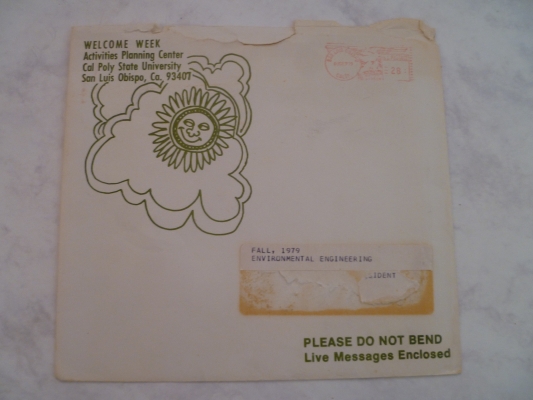 WELCOME WEEK
Activities Planning Center
Cal Poly State University
San Luis Obispo, Ca. 93407
FALL, 1979
ENVIRONMENTAL ENGINEERING
PLEASE DO NOT BEND
Live Messages Enclosed